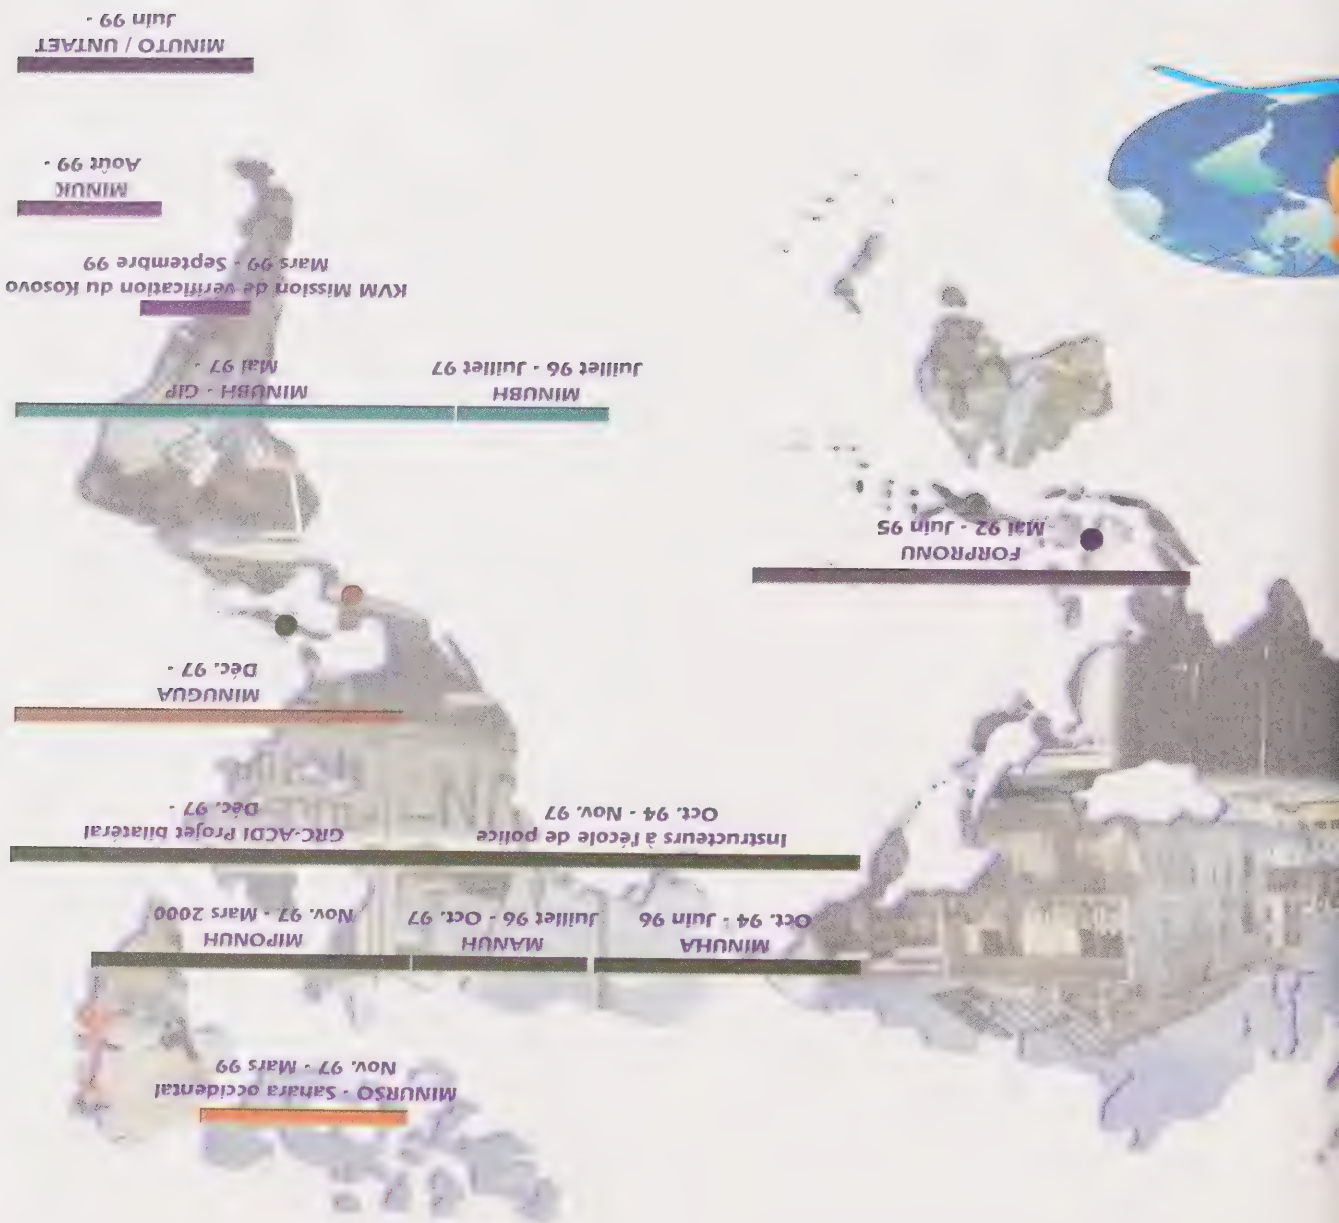 MINURSO - Sahara occidental
Nov. 97 - Mars 99
MINUHA
Oct. 94 - Juin 96
MANUH
Juillet 96 - Oct. 97
MIPONUH
Nov. 97 - Mars 2000
Instructeurs à l'école de police
Oct. 94 - Nov. 97
GRC-ACDI Projet bilatéral
Déc. 97 -
MINUGUA
Déc. 97 -
FORPRONU
Mai 92 - Juin 95
MINUBH
Juillet 96 - Juillet 97
MINUBH - GIP
Mai 97 -
KVM Mission de vérification du Kosovo
Mars 99 - Septembre 99
MINUK
Août 99 -
MINUTO / UNTAET
Juin 99 -